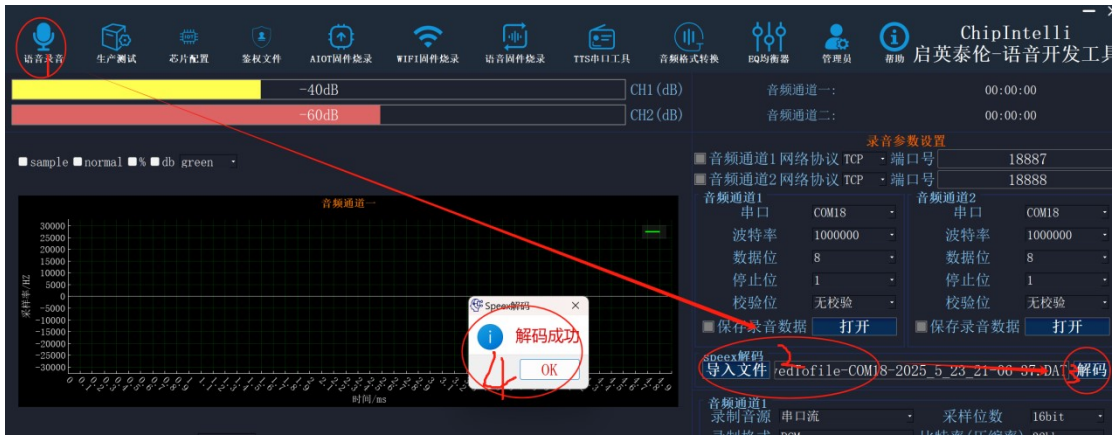 ChipIntelli
语音录音 生产测试 芯片配置 鉴权文件 AIOT固件烧录 WIFI固件烧录 语音固件烧录 TTS串口工具 音频格式转换 EQ均衡器 管理员 帮助 启英泰伦-语音开发工具
1
-40dB CH1(dB) 音频通道一: 00:00:00
-60dB CH2(dB) 音频通道二: 00:00:00
录音参数设置
sample normal % db green
音频通道1 网络协议 TCP 端口号 18887
音频通道2 网络协议 TCP 端口号 18888
音频通道1 音频通道2
串口 COM18 串口 COM18
波特率 1000000 波特率 1000000
数据位 8 数据位 8
停止位 1 停止位 1
校验位 无校验 校验位 无校验
保存录音数据 打开 保存录音数据 打开
音频通道一
30000
25000
20000
15000
10000
5000
0
-5000
-10000
-15000
-20000
-25000
-30000
采样率/HZ
时间/ms
Speex解码
解码成功
OK
4
speex解码 2
导入文件 vedTofile-COM18-2025_5_23_21-06 37.DAT 3 解码
音频通道1
录制音源 串口流 采样位数 16bit